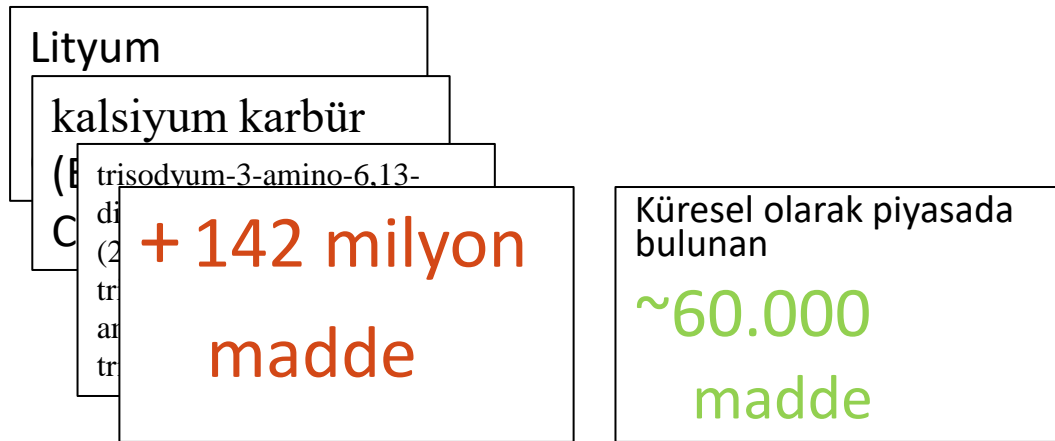 Lityum
kalsiyum karbür
trisodyum-3-amino-6,13-
+ 142 milyon
madde
Küresel olarak piyasada
bulunan
~60.000
madde